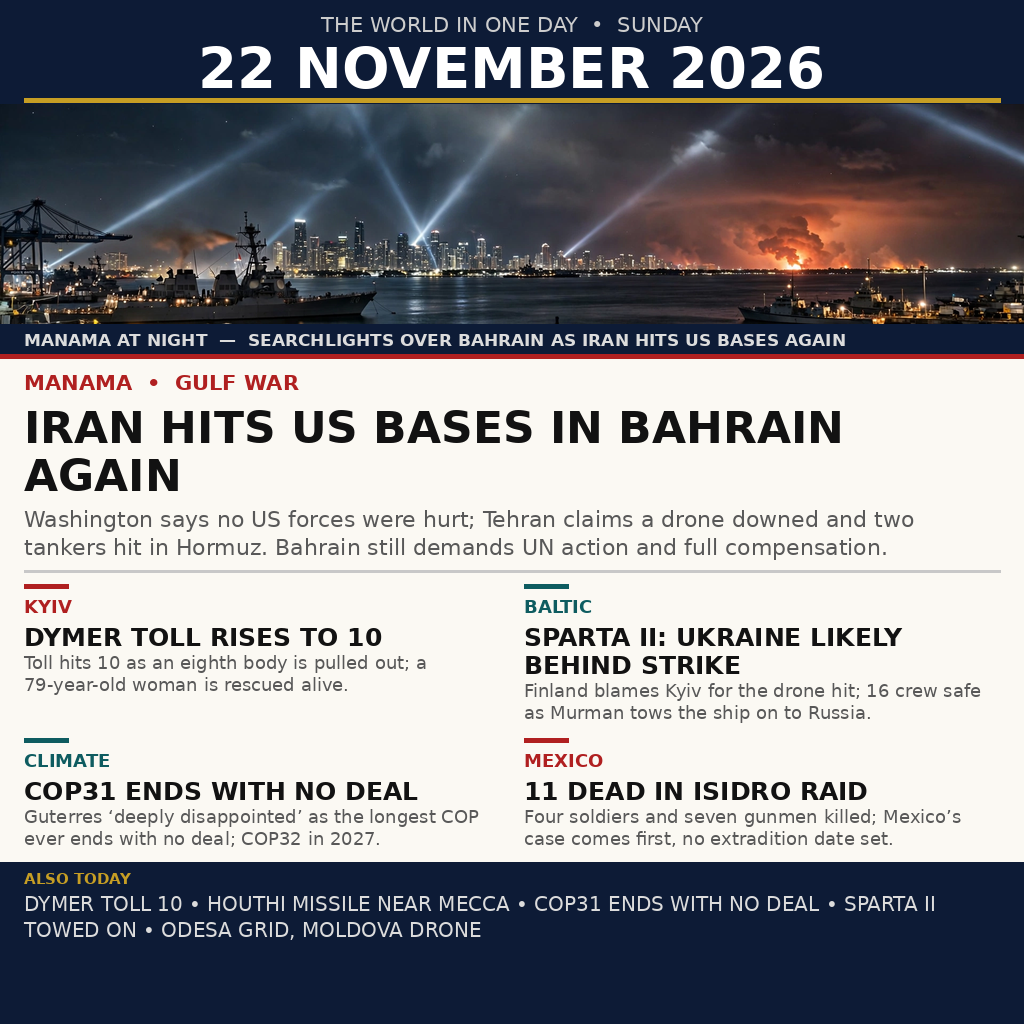 THE WORLD IN ONE DAY • SUNDAY
22 NOVEMBER 2026
MANAMA AT NIGHT — SEARCHLIGHTS OVER BAHRAIN AS IRAN HITS US BASES AGAIN
MANAMA • GULF WAR
IRAN HITS US BASES IN BAHRAIN
AGAIN
Washington says no US forces were hurt; Tehran claims a drone downed and two
tankers hit in Hormuz. Bahrain still demands UN action and full compensation.
KYIV
DYMER TOLL RISES TO 10
Toll hits 10 as an eighth body is pulled out; a
79-year-old woman is rescued alive.
BALTIC
SPARTA II: UKRAINE LIKELY
BEHIND STRIKE
Finland blames Kyiv for the drone hit; 16 crew safe
as Murman tows the ship on to Russia.
CLIMATE
COP31 ENDS WITH NO DEAL
Guterres ‘deeply disappointed’ as the longest COP
ever ends with no deal; COP32 in 2027.
MEXICO
11 DEAD IN ISIDRO RAID
Four soldiers and seven gunmen killed; Mexico’s
case comes first, no extradition date set.
ALSO TODAY
DYMER TOLL 10 • HOUTHI MISSILE NEAR MECCA • COP31 ENDS WITH NO DEAL • SPARTA II
TOWED ON • ODESA GRID, MOLDOVA DRONE